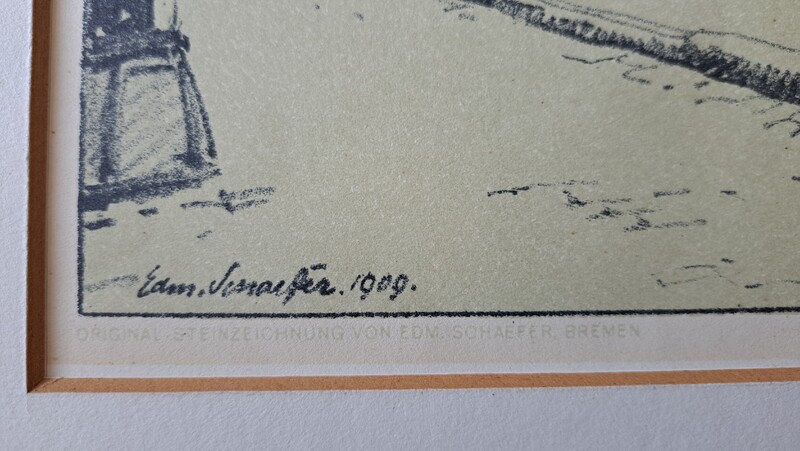 Edm. Schaefer. 1909.
ORIGINAL-STEINZEICHNUNG VON EDM. SCHAEFER, BREMEN